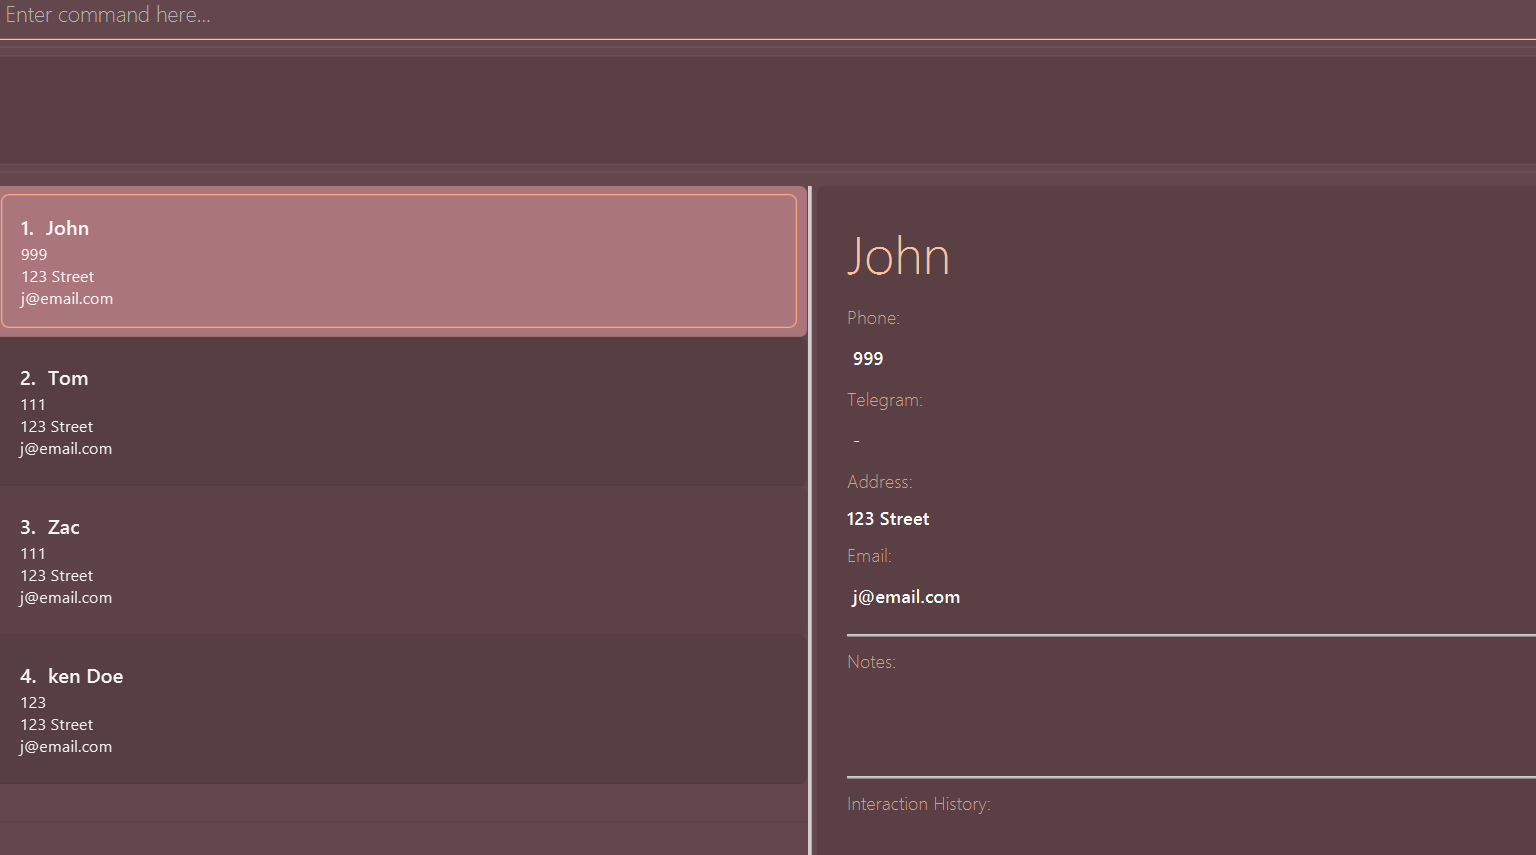 Enter command here...
1. John
999
123 Street
j@email.com
2. Tom
111
123 Street
j@email.com
3. Zac
111
123 Street
j@email.com
4. ken Doe
123
123 Street
j@email.com
John
Phone:
999
Telegram:
-
Address:
123 Street
Email:
j@email.com
Notes:
Interaction History: